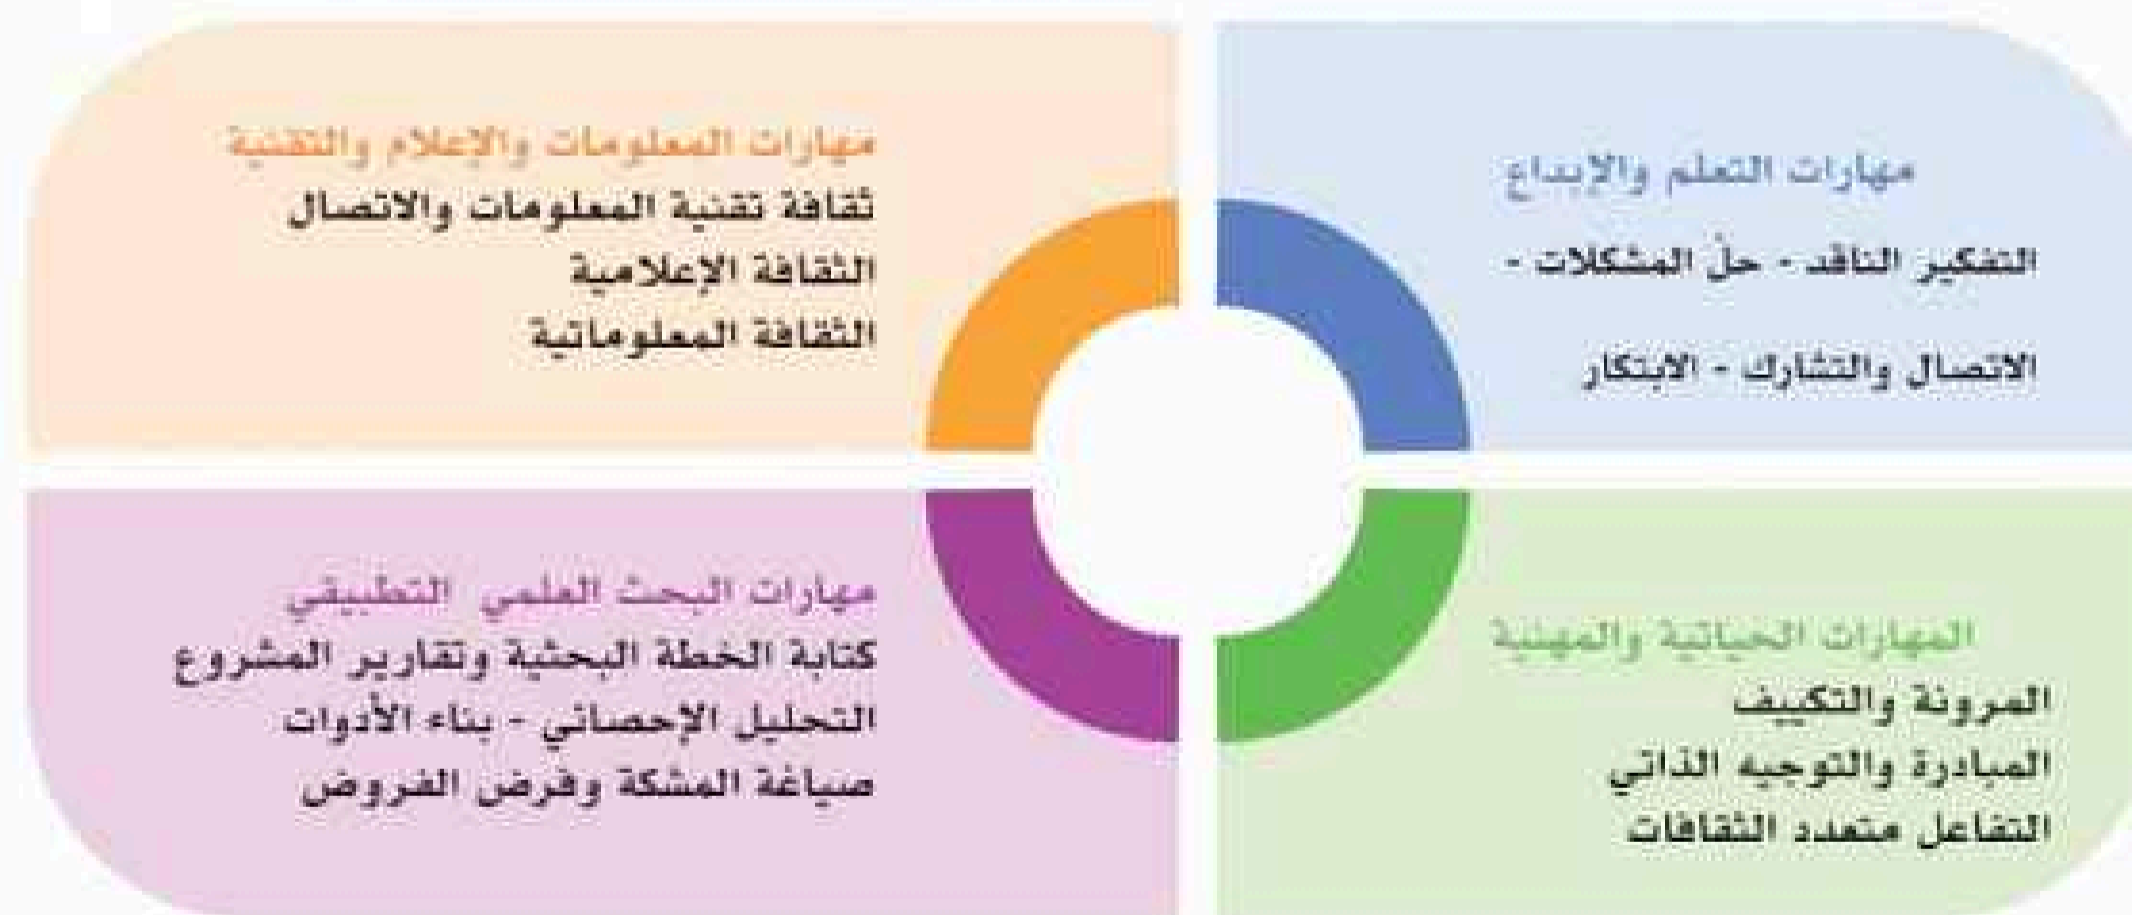 مهارات التعلم والإبداع
التفكير الناقد - حلّ المشكلات -
الاتصال والتشارك - الابتكار
مهارات المعلومات والإعلام والتقنية
ثقافة تقنية المعلومات والاتصال
الثقافة الإعلامية
الثقافة المعلوماتية
المهارات الحياتية والمهنية
المرونة والتكييف
المبادرة والتوجيه الذاتي
التفاعل متعدد الثقافات
مهارات البحث العلمي التطبيقي
كتابة الخطة البحثية وتقارير المشروع
التحليل الإحصائي - بناء الأدوات
صياغة المشكة وفرض الفروض